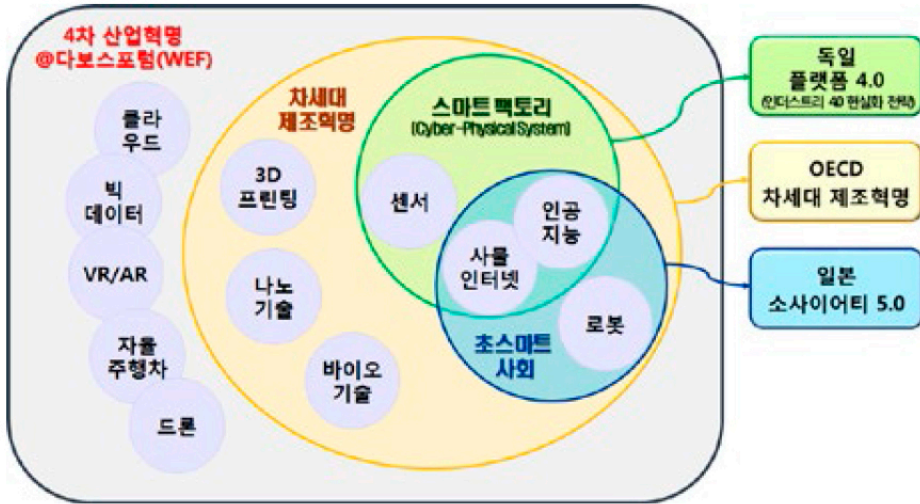 4차 산업혁명
@다보스포럼(WEF)
클라
우드
빅
데이터
VR/AR
자율
주행차
드론
차세대
제조혁명
3D
프린팅
나노
기술
바이오
기술
스마트 팩토리
(Cyber-Physical System)
센서
인공
지능
사물
인터넷
로봇
초스마트
사회
독일
플랫폼 4.0
(인더스트리 4.0 현실화 전략)
OECD
차세대 제조혁명
일본
소사이어티 5.0